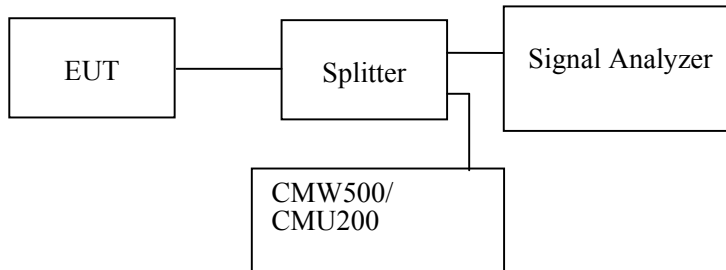 EUT
Splitter
Signal Analyzer
CMW500/
CMU200